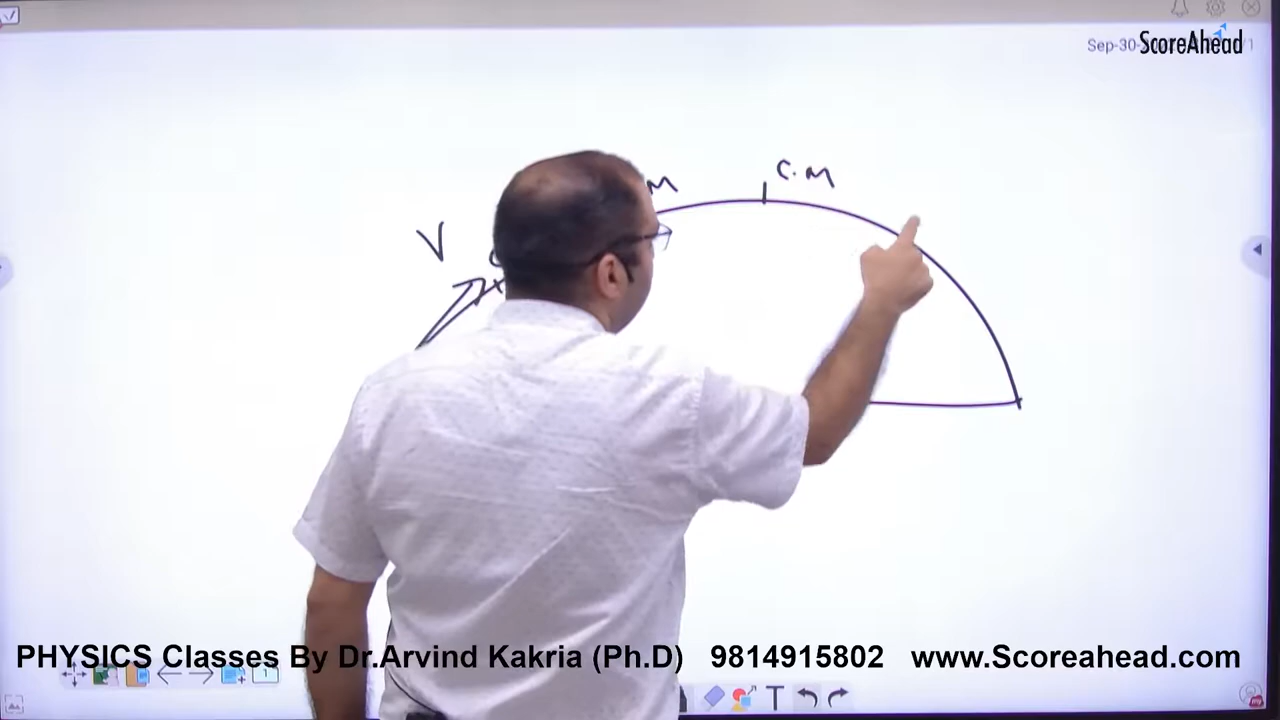 ScoreAhead
Sep-30-
C.M
M
V
PHYSICS Classes By Dr.Arvind Kakria (Ph.D) 9814915802 www.Scoreahead.com